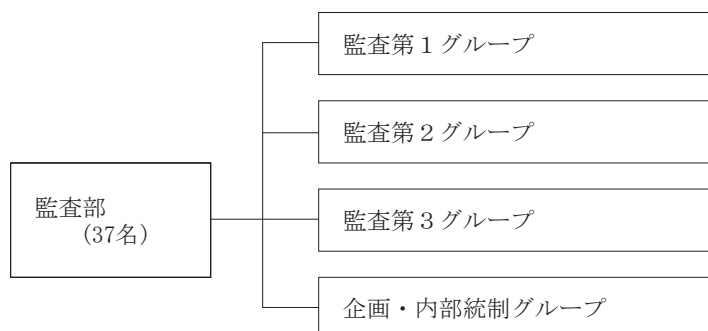 監査第１グループ
監査第２グループ
監査部
（37名）
監査第３グループ
企画・内部統制グループ